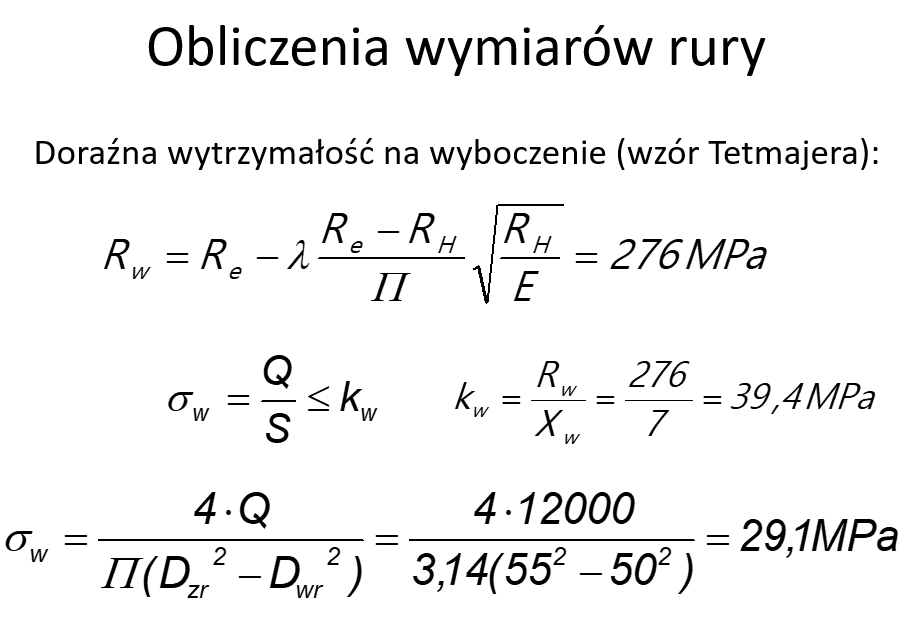 Obliczenia wymiarów rury
Doraźna wytrzymałość na wyboczenie (wzór Tetmajera):
R_w = R_e − λ (R_e − R_H)/Π √(R_H/E) = 276 MPa
σ_w = Q/S ≤ k_w    k_w = R_w/X_w = 276/7 = 39,4 MPa
σ_w = 4·Q/(Π(D_zr² − D_wr²)) = 4·12000/(3,14(55² − 50²)) = 29,1MPa